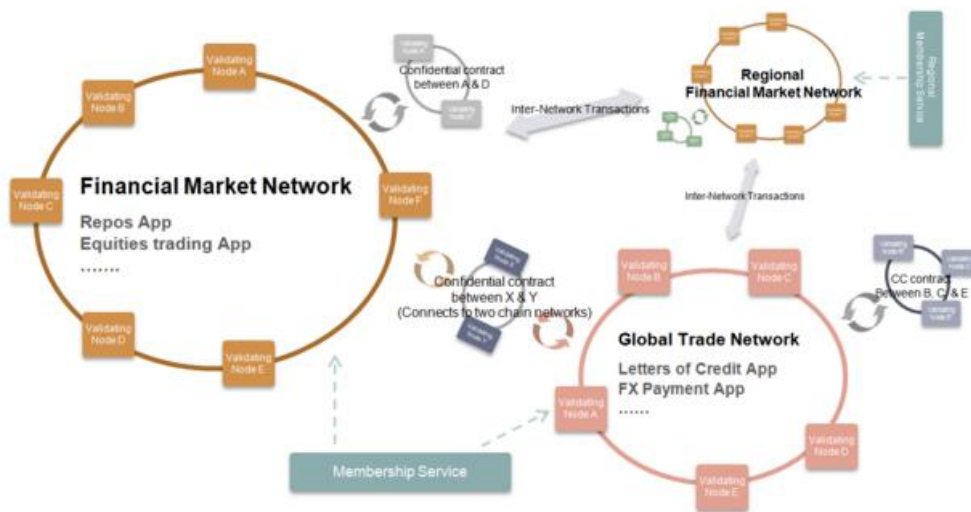 Validating
Node A
Validating
Node B
Validating
Node C
Validating
Node D
Validating
Node E
Validating
Node F
Financial Market Network
Repos App
Equities trading App
.......
Confidential contract
between A & D
Inter-Network Transactions
Regional
Financial Market Network
Regional
Membership Service
Inter-Network Transactions
Confidential contract
between X & Y
(Connects to two chain networks)
Validating
Node B
Validating
Node C
CC contract
Between B, C, & E
Global Trade Network
Letters of Credit App
FX Payment App
......
Validating
Node A
Validating
Node D
Validating
Node E
Membership Service